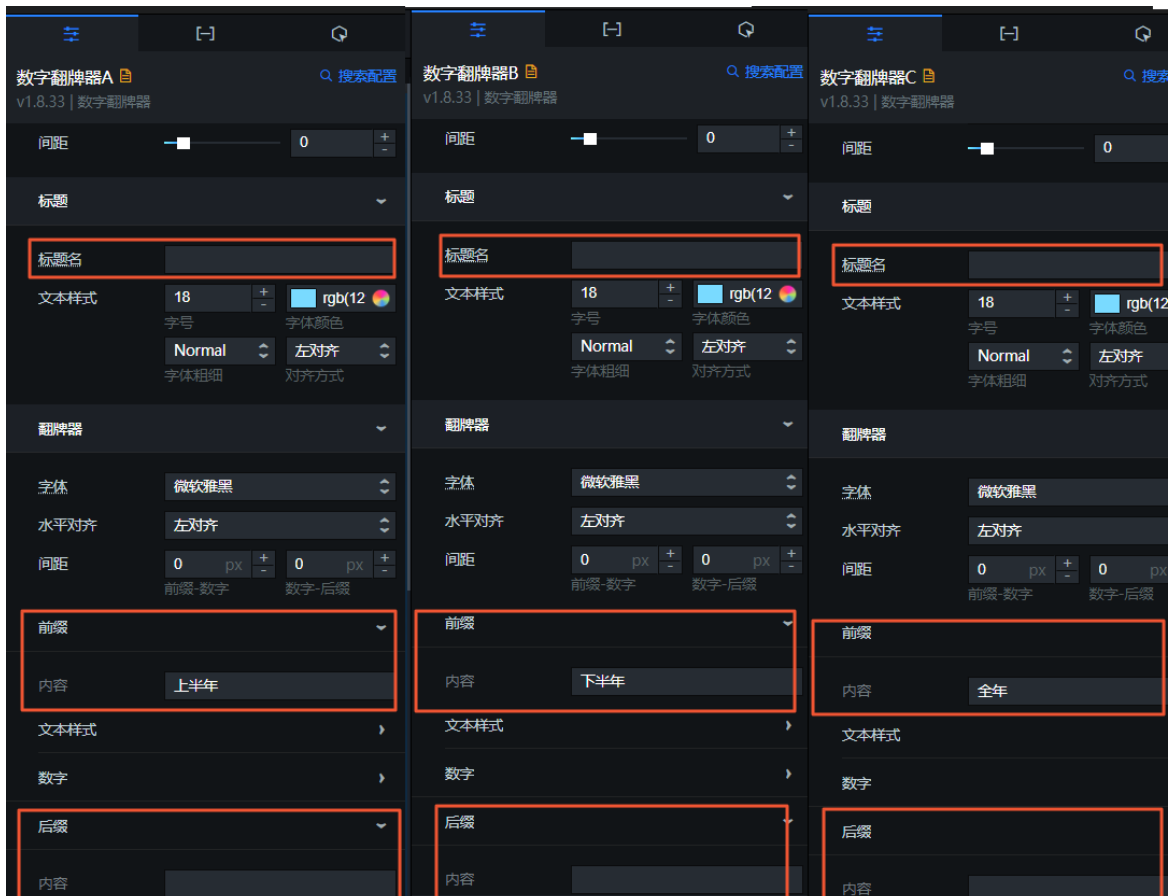 数字翻牌器A
搜索配置
v1.8.33 | 数字翻牌器
间距
0
标题
标题名
文本样式
18
rgb(12
字号
字体颜色
Normal
左对齐
字体粗细
对齐方式
翻牌器
字体
微软雅黑
水平对齐
左对齐
间距
0 px
0 px
前缀-数字
数字-后缀
前缀
内容
上半年
文本样式
数字
后缀
内容
数字翻牌器B
搜索配置
v1.8.33 | 数字翻牌器
间距
0
标题
标题名
文本样式
18
rgb(12
字号
字体颜色
Normal
左对齐
字体粗细
对齐方式
翻牌器
字体
微软雅黑
水平对齐
左对齐
间距
0 px
0 px
前缀-数字
数字-后缀
前缀
内容
下半年
文本样式
数字
后缀
内容
数字翻牌器C
搜索
v1.8.33 | 数字翻牌器
间距
0
标题
标题名
文本样式
18
rgb(12
字号
字体颜色
Normal
左对齐
字体粗细
对齐方式
翻牌器
字体
微软雅黑
水平对齐
左对齐
间距
0 px
0 px
前缀-数字
数字-后缀
前缀
内容
全年
文本样式
数字
后缀
内容